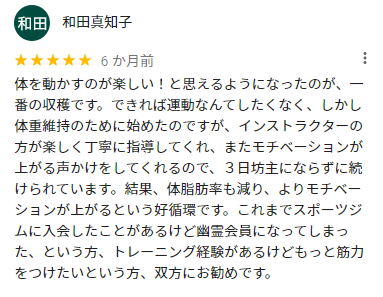 和田 和田真知子
★★★★★ 6 か月前
体を動かすのが楽しい！と思えるようになったのが、一
番の収穫です。できれば運動なんてしたくなく、しかし
体重維持のために始めたのですが、インストラクターの
方が楽しく丁寧に指導してくれ、またモチベーションが
上がる声かけをしてくれるので、３日坊主にならずに続
けられています。結果、体脂肪率も減り、よりモチベー
ションが上がるという好循環です。これまでスポーツジ
ムに入会したことがあるけど幽霊会員になってしまっ
た、という方、トレーニング経験があるけどもっと筋力
をつけたいという方、双方にお勧めです。